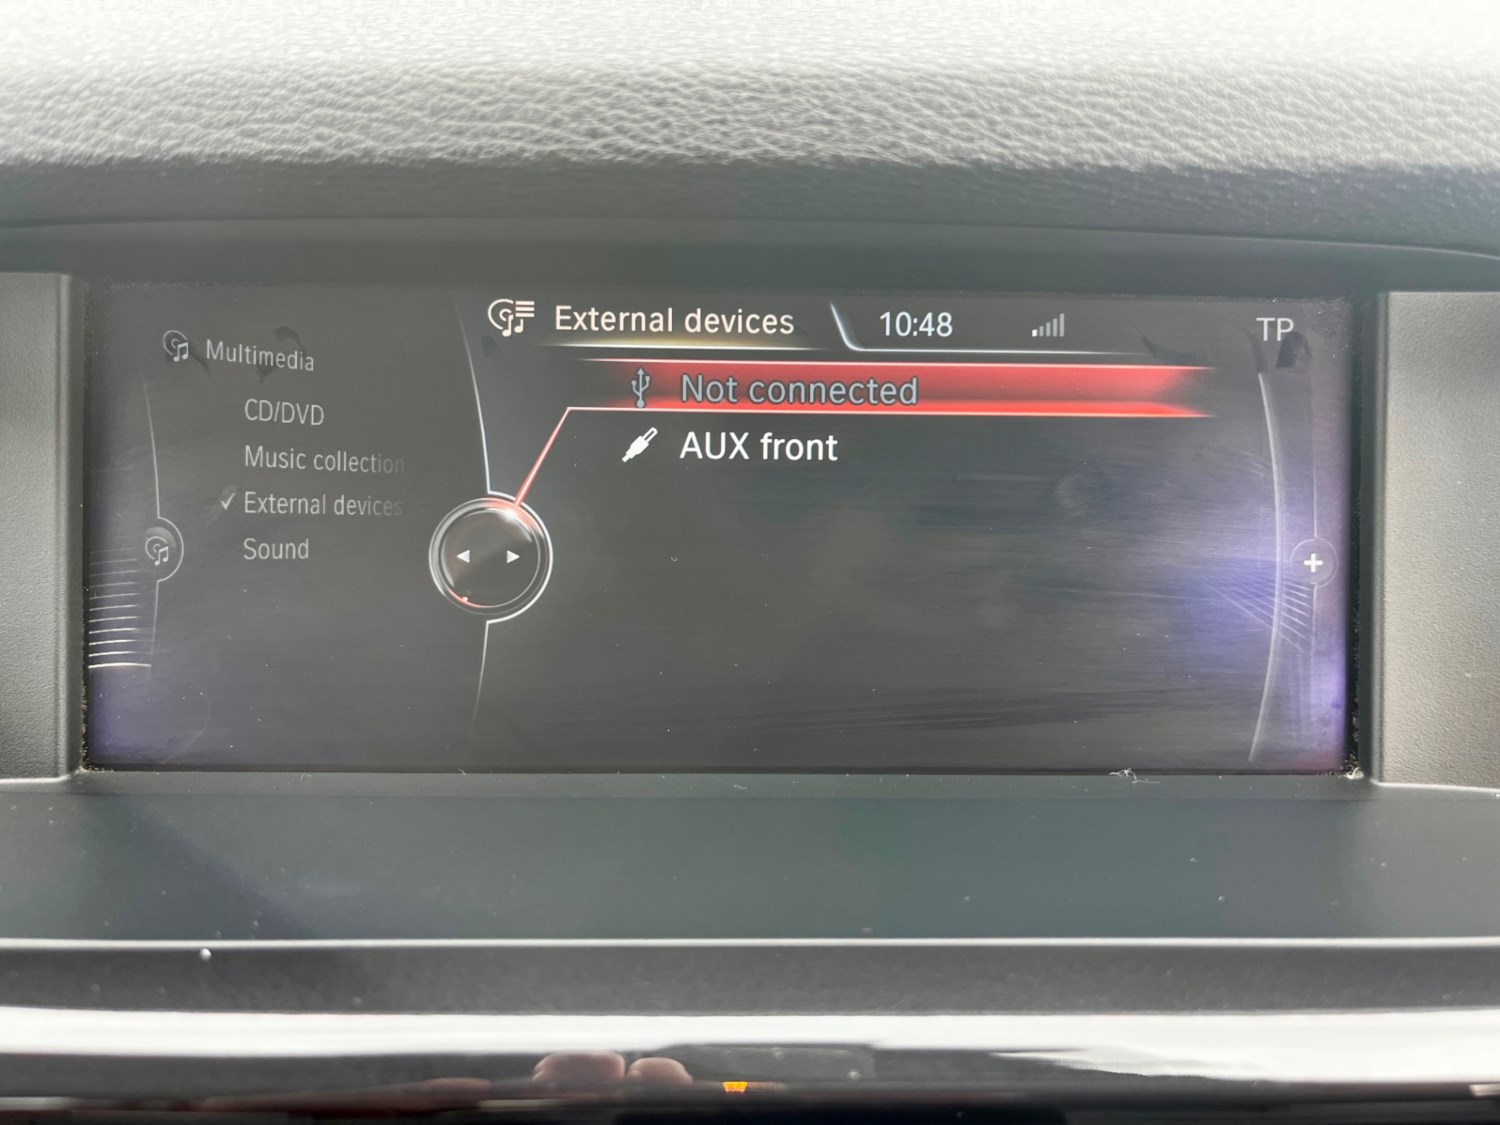 External devices
10:48
TP
Multimedia
CD/DVD
Music collection
External devices
Sound
Not connected
AUX front